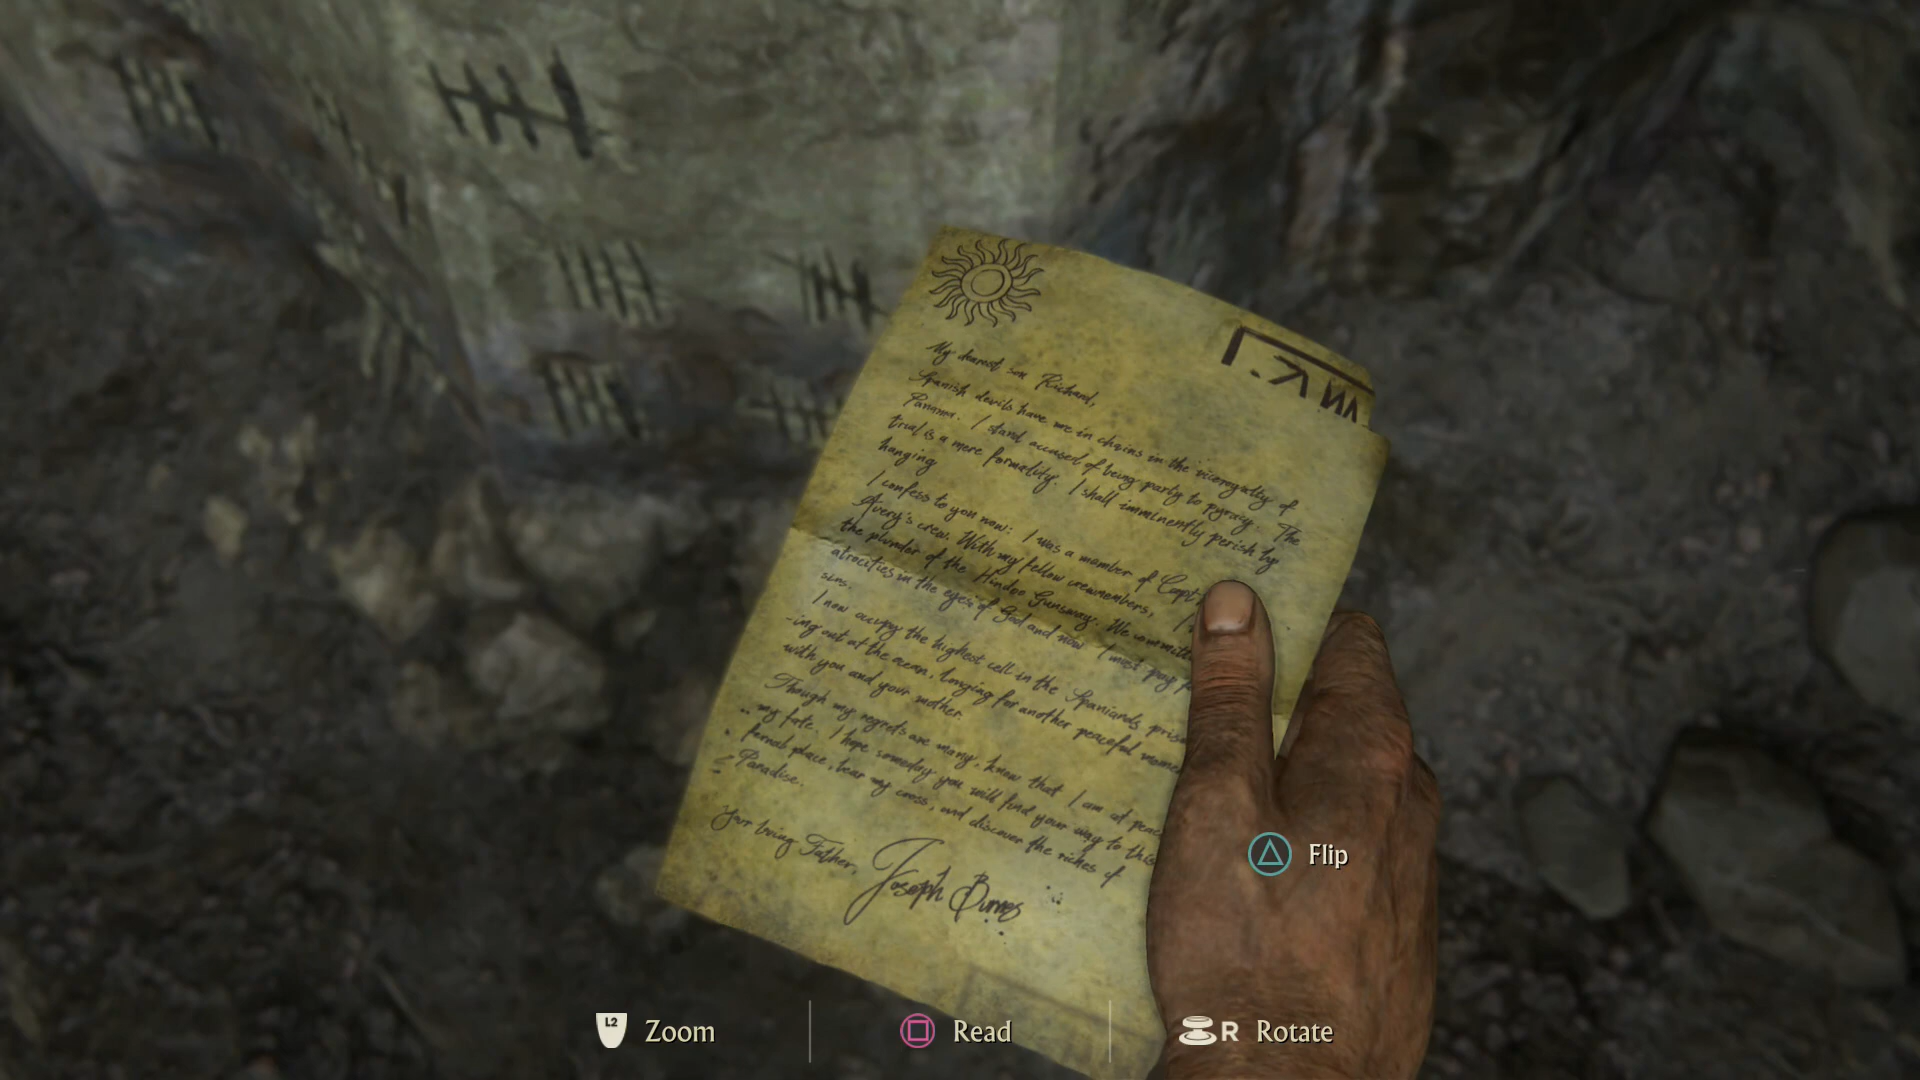 My dearest son Richard,
Spanish devils have me in chains in the viceroyalty of
Panama. I stand accused of being party to pyracy. The
trial is a mere formality. I shall imminently perish by
hanging
I confess to you now: I was a member of Capt
Avery's crew. With my fellow crewmembers, I
the plunder of the Hindoo Gunsway. We committ
atrocities in the eyes of God and now I must pay f
sins.
I now occupy the highest cell in the Spaniards pris
-ing out at the ocean, longing for another peaceful mome
with you and your mother.
Though my regrets are many, know that I am at peac
my fate. I hope someday you will find your way to this
fernal place, bear my cross, and discover the riches of
Paradise.
Your loving Father,
Joseph Burnes
Flip
L2 Zoom
Read
R Rotate